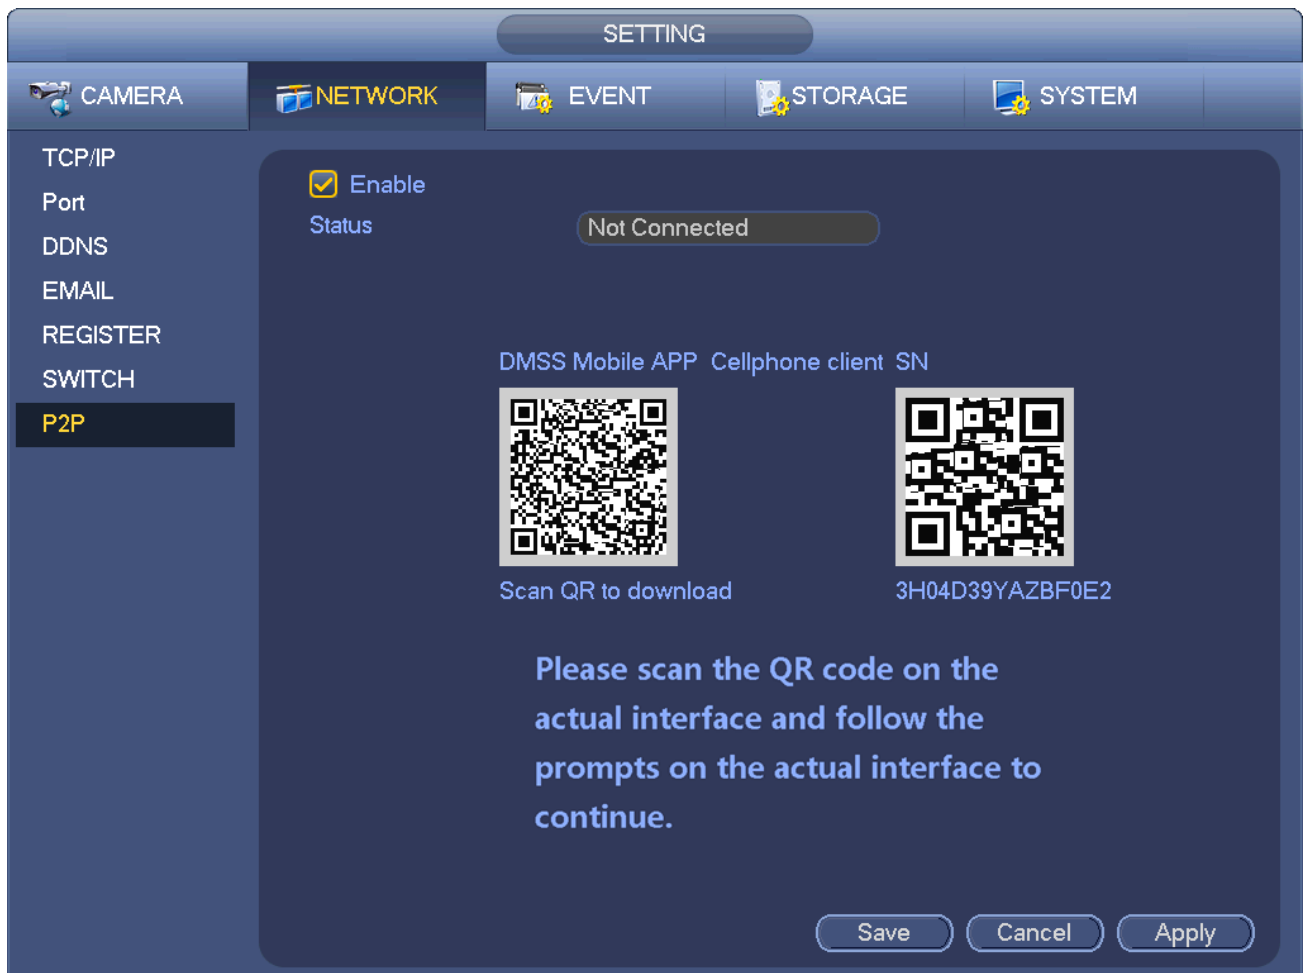 SETTING
CAMERA NETWORK EVENT STORAGE SYSTEM
TCP/IP
Port
DDNS
EMAIL
REGISTER
SWITCH
P2P
Enable
Status Not Connected
DMSS Mobile APP Cellphone client SN
Scan QR to download 3H04D39YAZBF0E2
Please scan the QR code on the
actual interface and follow the
prompts on the actual interface to
continue.
Save Cancel Apply